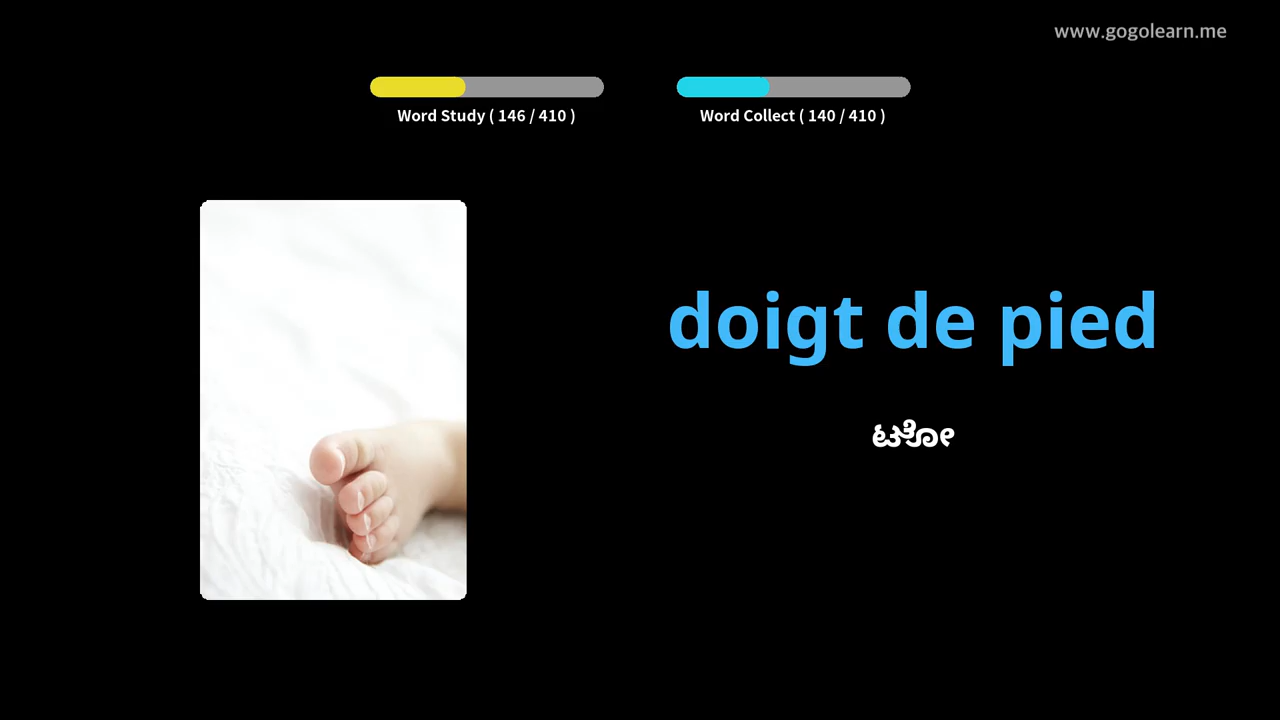 www.gogolearn.me
Word Study ( 146 / 410 )
Word Collect ( 140 / 410 )
doigt de pied
ಟೋ